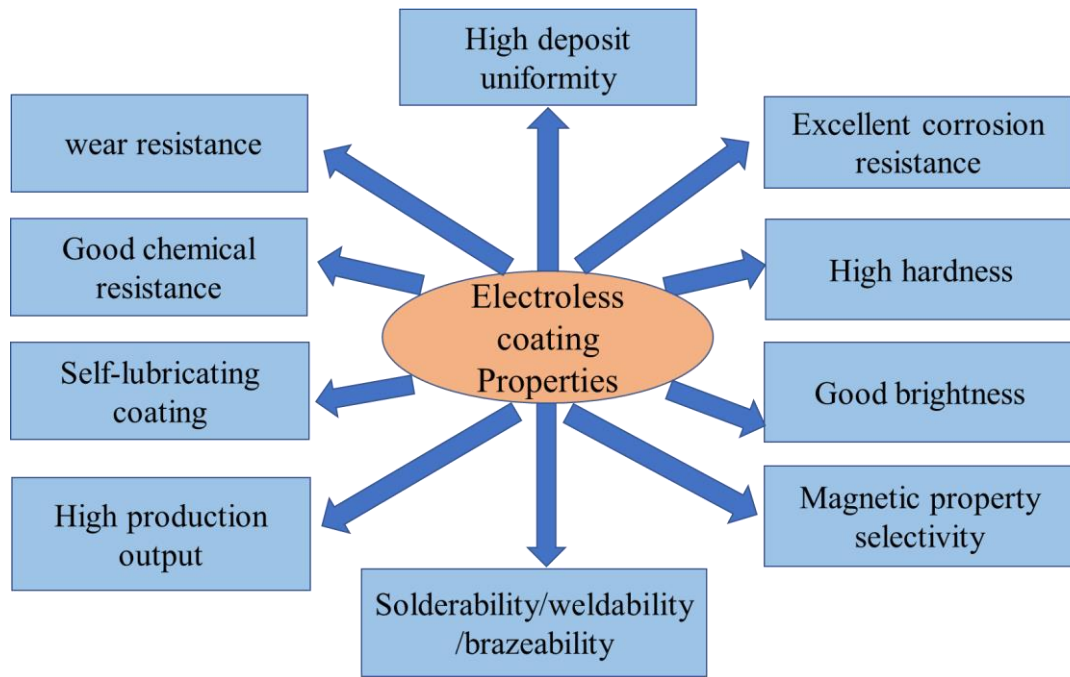 High deposit
uniformity
wear resistance
Excellent corrosion
resistance
Good chemical
resistance
High hardness
Electroless
coating
Properties
Self-lubricating
coating
Good brightness
High production
output
Magnetic property
selectivity
Solderability/weldability
/brazeability